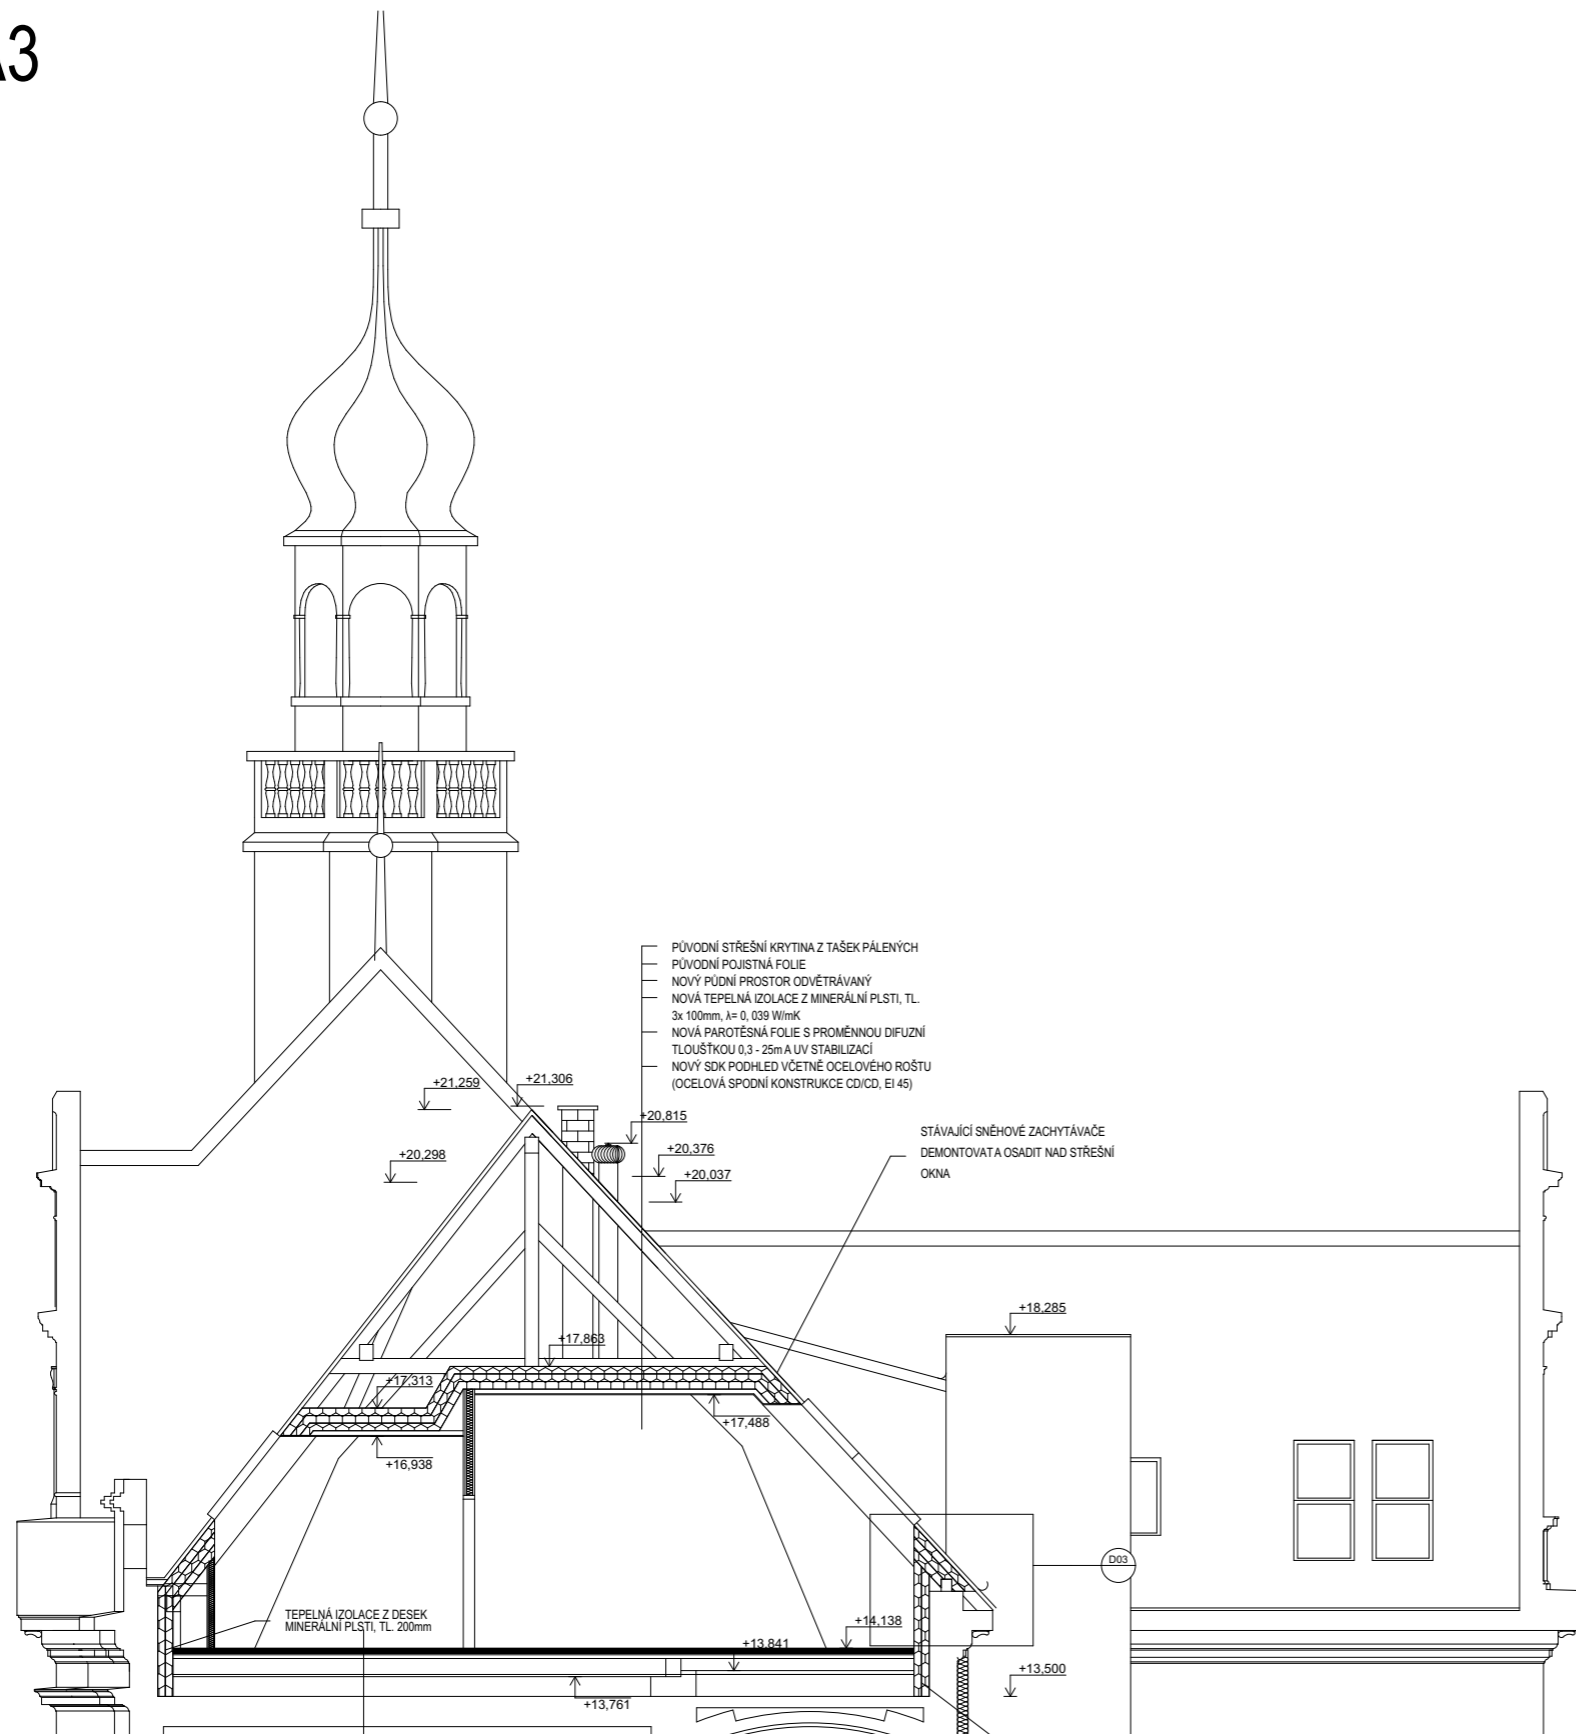 A3
PŮVODNÍ STŘEŠNÍ KRYTINA Z TAŠEK PÁLENÝCH
PŮVODNÍ POJISTNÁ FOLIE
NOVÝ PŮDNÍ PROSTOR ODVĚTRÁVANÝ
NOVÁ TEPELNÁ IZOLACE Z MINERÁLNÍ PLSTI, TL.
3x 100mm, λ= 0, 039 W/mK
NOVÁ PAROTĚSNÁ FOLIE S PROMĚNNOU DIFUZNÍ
TLOUŠŤKOU 0,3 - 25m A UV STABILIZACÍ
NOVÝ SDK PODHLED VČETNĚ OCELOVÉHO ROŠTU
(OCELOVÁ SPODNÍ KONSTRUKCE CD/CD, EI 45)
+21,259
+21,306
+20,815
+20,376
+20,298
+20,037
STÁVAJÍCÍ SNĚHOVÉ ZACHYTÁVAČE
DEMONTOVAT A OSADIT NAD STŘEŠNÍ
OKNA
+18,285
+17,863
+17,313
+17,488
+16,938
D03
TEPELNÁ IZOLACE Z DESEK
MINERÁLNÍ PLSTI, TL. 200mm
+14,138
+13,841
+13,500
+13,761